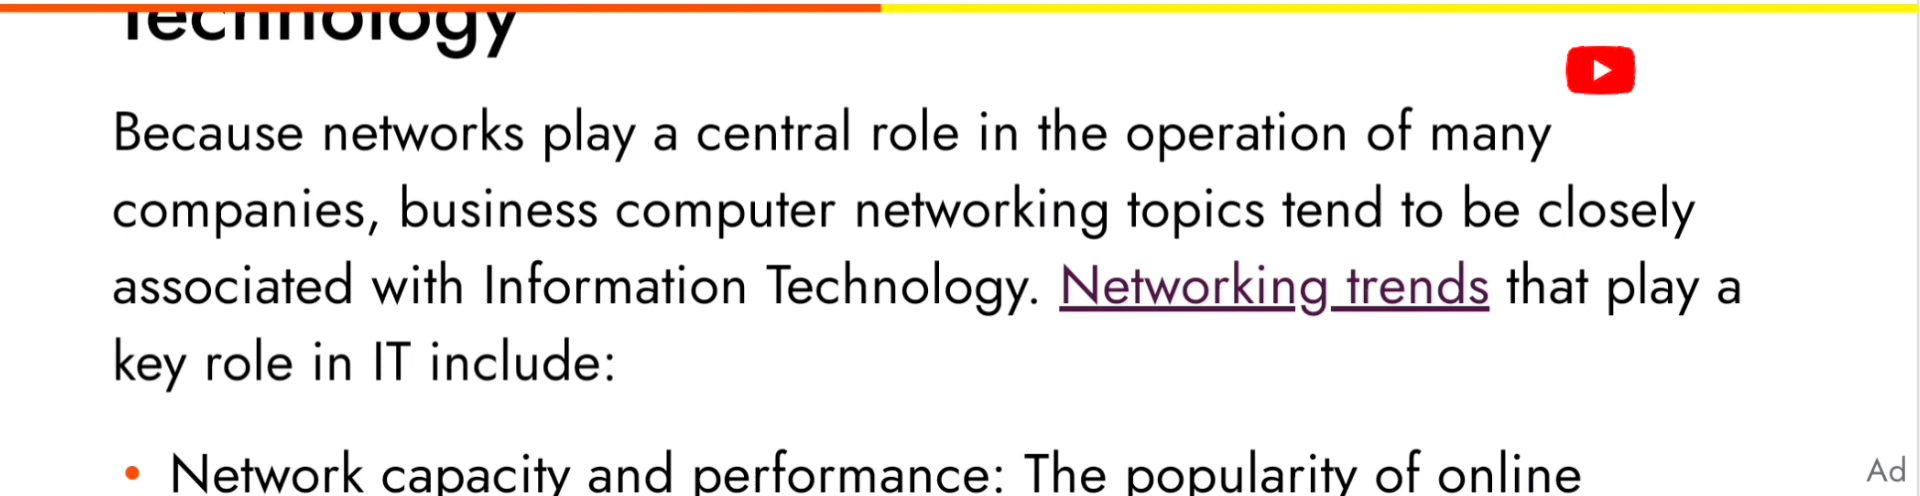 Technology
Because networks play a central role in the operation of many
companies, business computer networking topics tend to be closely
associated with Information Technology. Networking trends that play a
key role in IT include:
• Network capacity and performance: The popularity of online
Ad